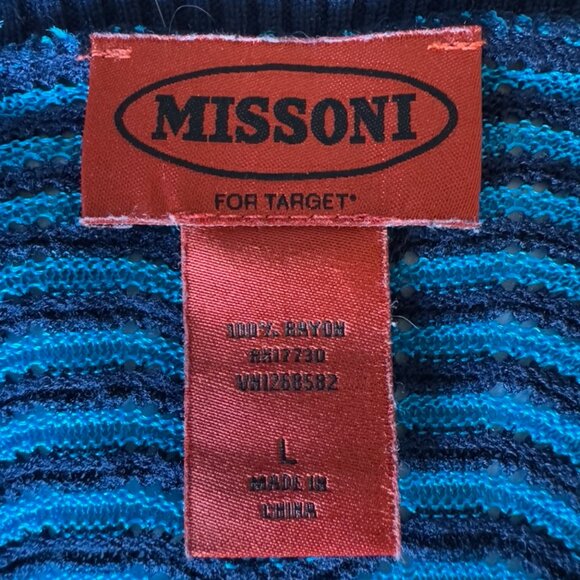 MISSONI
FOR TARGET®
100% RAYON
RN17730
VN1268582
L
MADE IN
CHINA